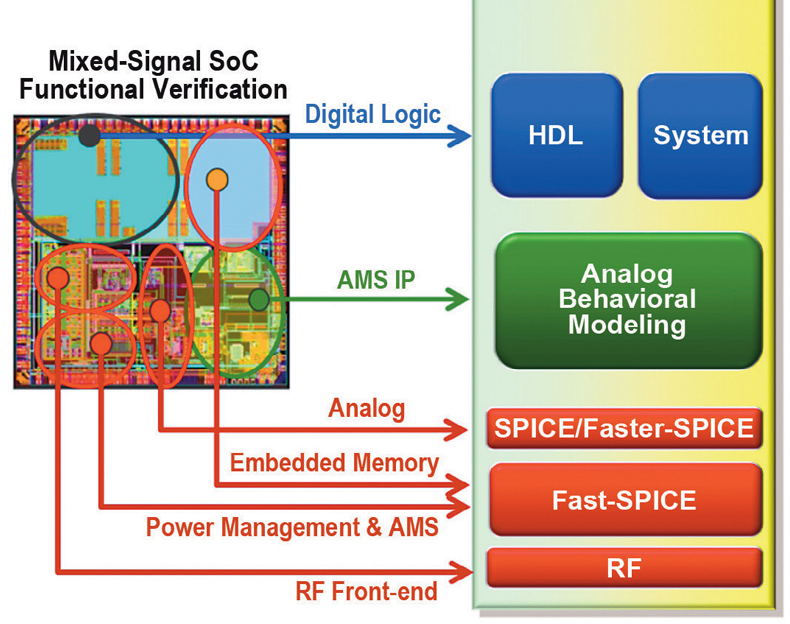 Mixed-Signal SoC
Functional Verification
Digital Logic
HDL
System
AMS IP
Analog
Behavioral
Modeling
Analog
SPICE/Faster-SPICE
Embedded Memory
Fast-SPICE
Power Management & AMS
RF
RF Front-end